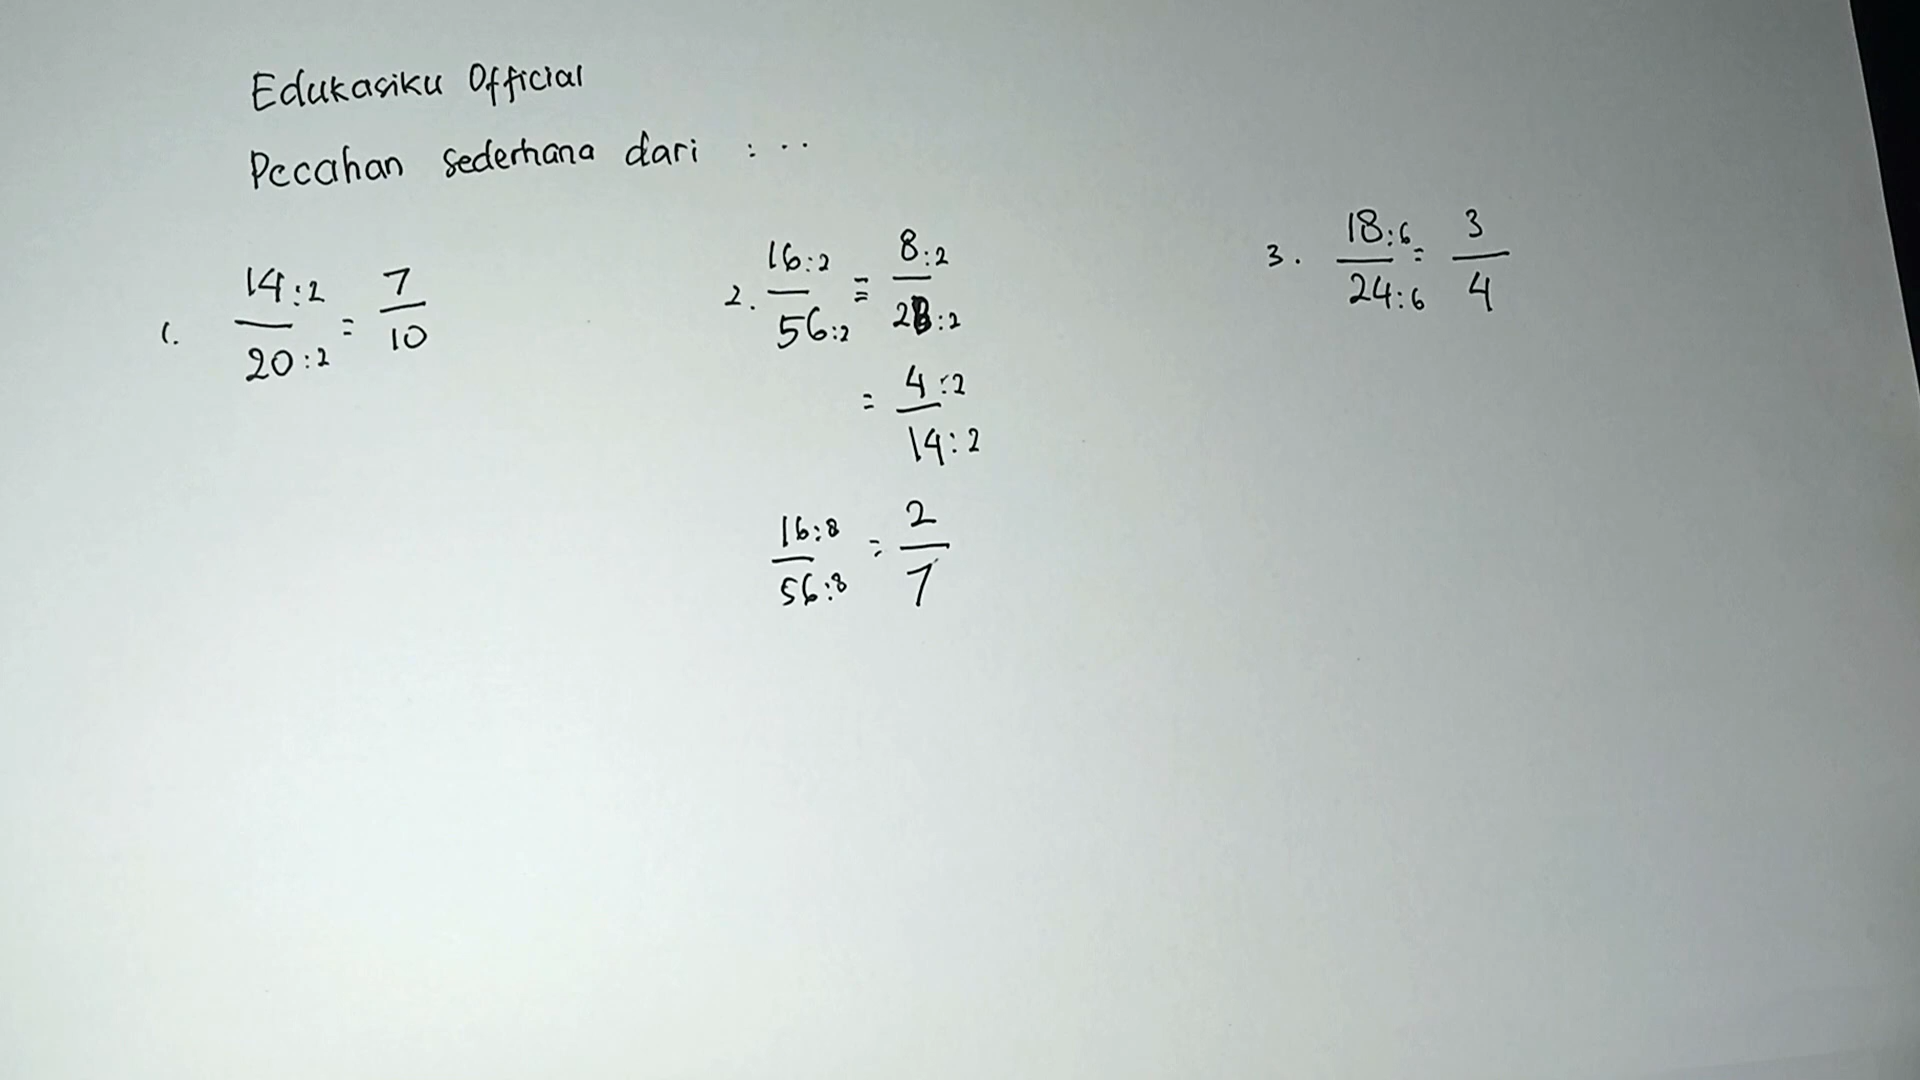 Edukasiku Official
Pecahan sederhana dari : ..
1. 14:2 / 20:2 = 7 / 10
2. 16:2 / 56:2 = 8:2 / 28:2
= 4:2 / 14:2
16:8 / 56:8 = 2 / 7
3. 18:6 / 24:6 = 3 / 4